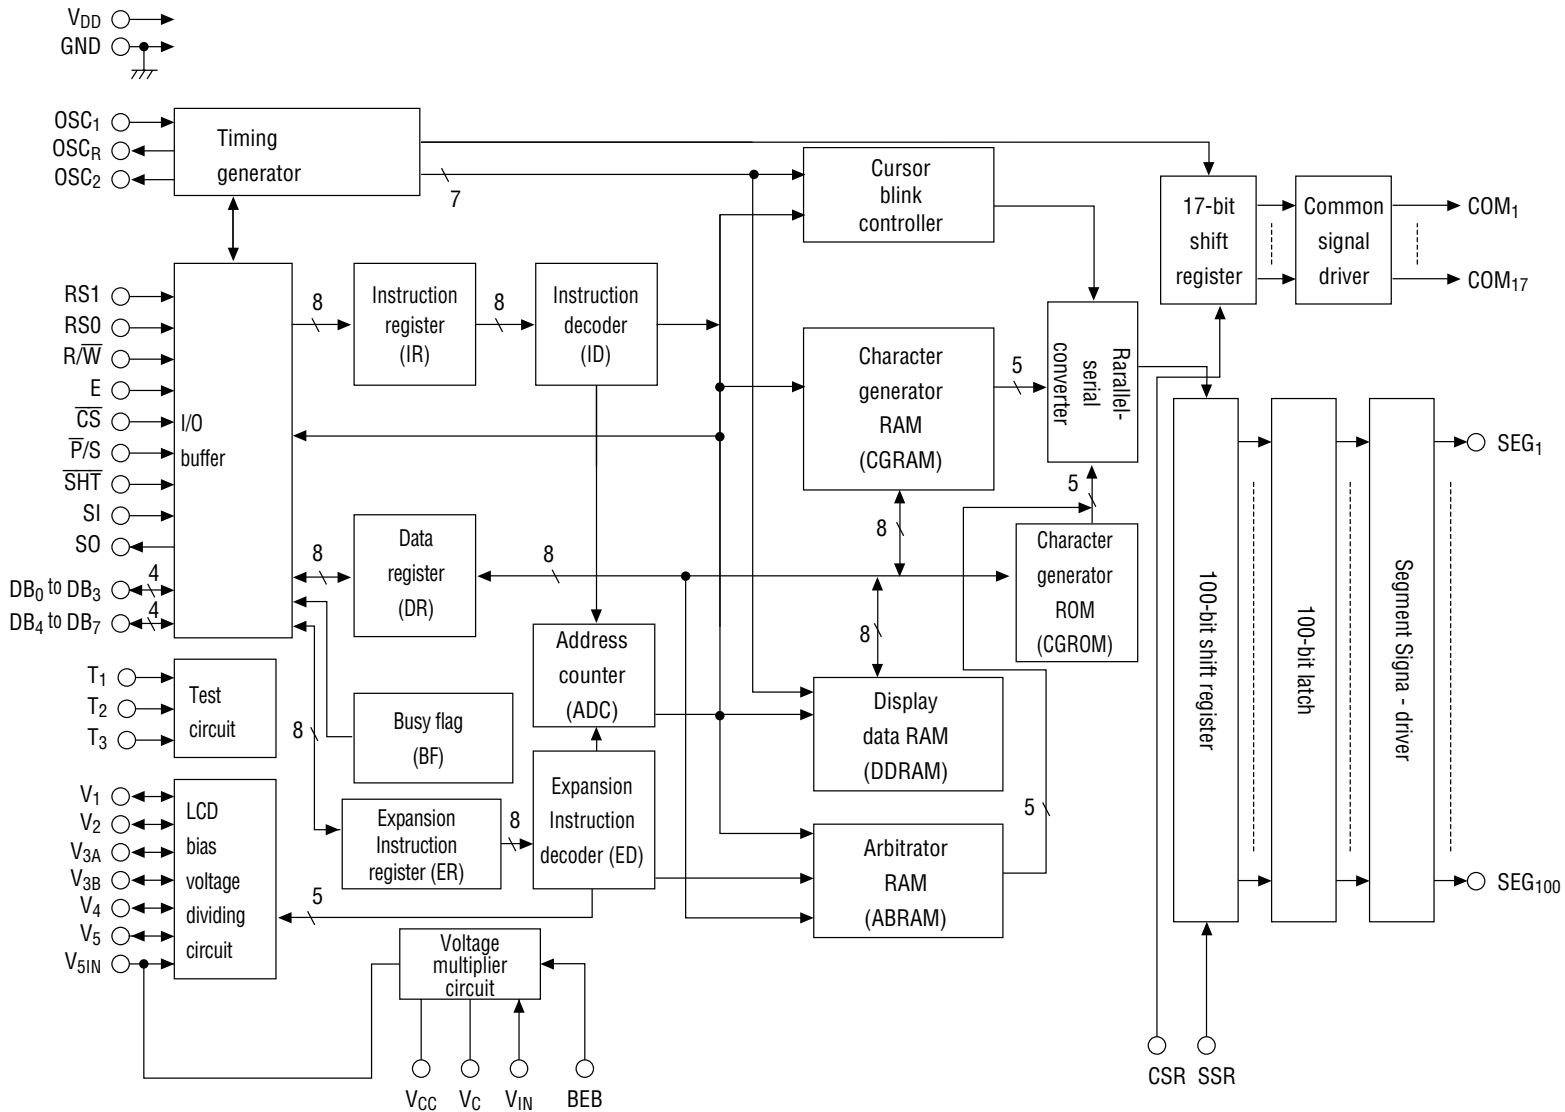 VDD
GND
OSC1
OSCR
OSC2
Timing
generator
7
Cursor
blink
controller
17-bit
shift
register
Common
signal
driver
COM1
COM17
RS1
RS0
R/W̅
E
C̅S̅
P̅/S
S̅H̅T̅
SI
SO
DB0 to DB3
4
DB4 to DB7
4
I/O
buffer
8
Instruction
register
(IR)
8
Instruction
decoder
(ID)
Character
generator
RAM
(CGRAM)
5
Rarallel-
serial
converter
8
Data
register
(DR)
8
8
5
Character
generator
ROM
(CGROM)
Address
counter
(ADC)
8
Display
data RAM
(DDRAM)
100-bit shift
register
100-bit latch
Segment Signa - driver
SEG1
SEG100
T1
T2
T3
Test
circuit
8
Busy flag
(BF)
Expansion
Instruction
register (ER)
8
Expansion
Instruction
decoder (ED)
Arbitrator
RAM
(ABRAM)
5
V1
V2
V3A
V3B
V4
V5
V5IN
LCD
bias
voltage
dividing
circuit
5
Voltage
multiplier
circuit
VCC
VC
VIN
BEB
CSR
SSR